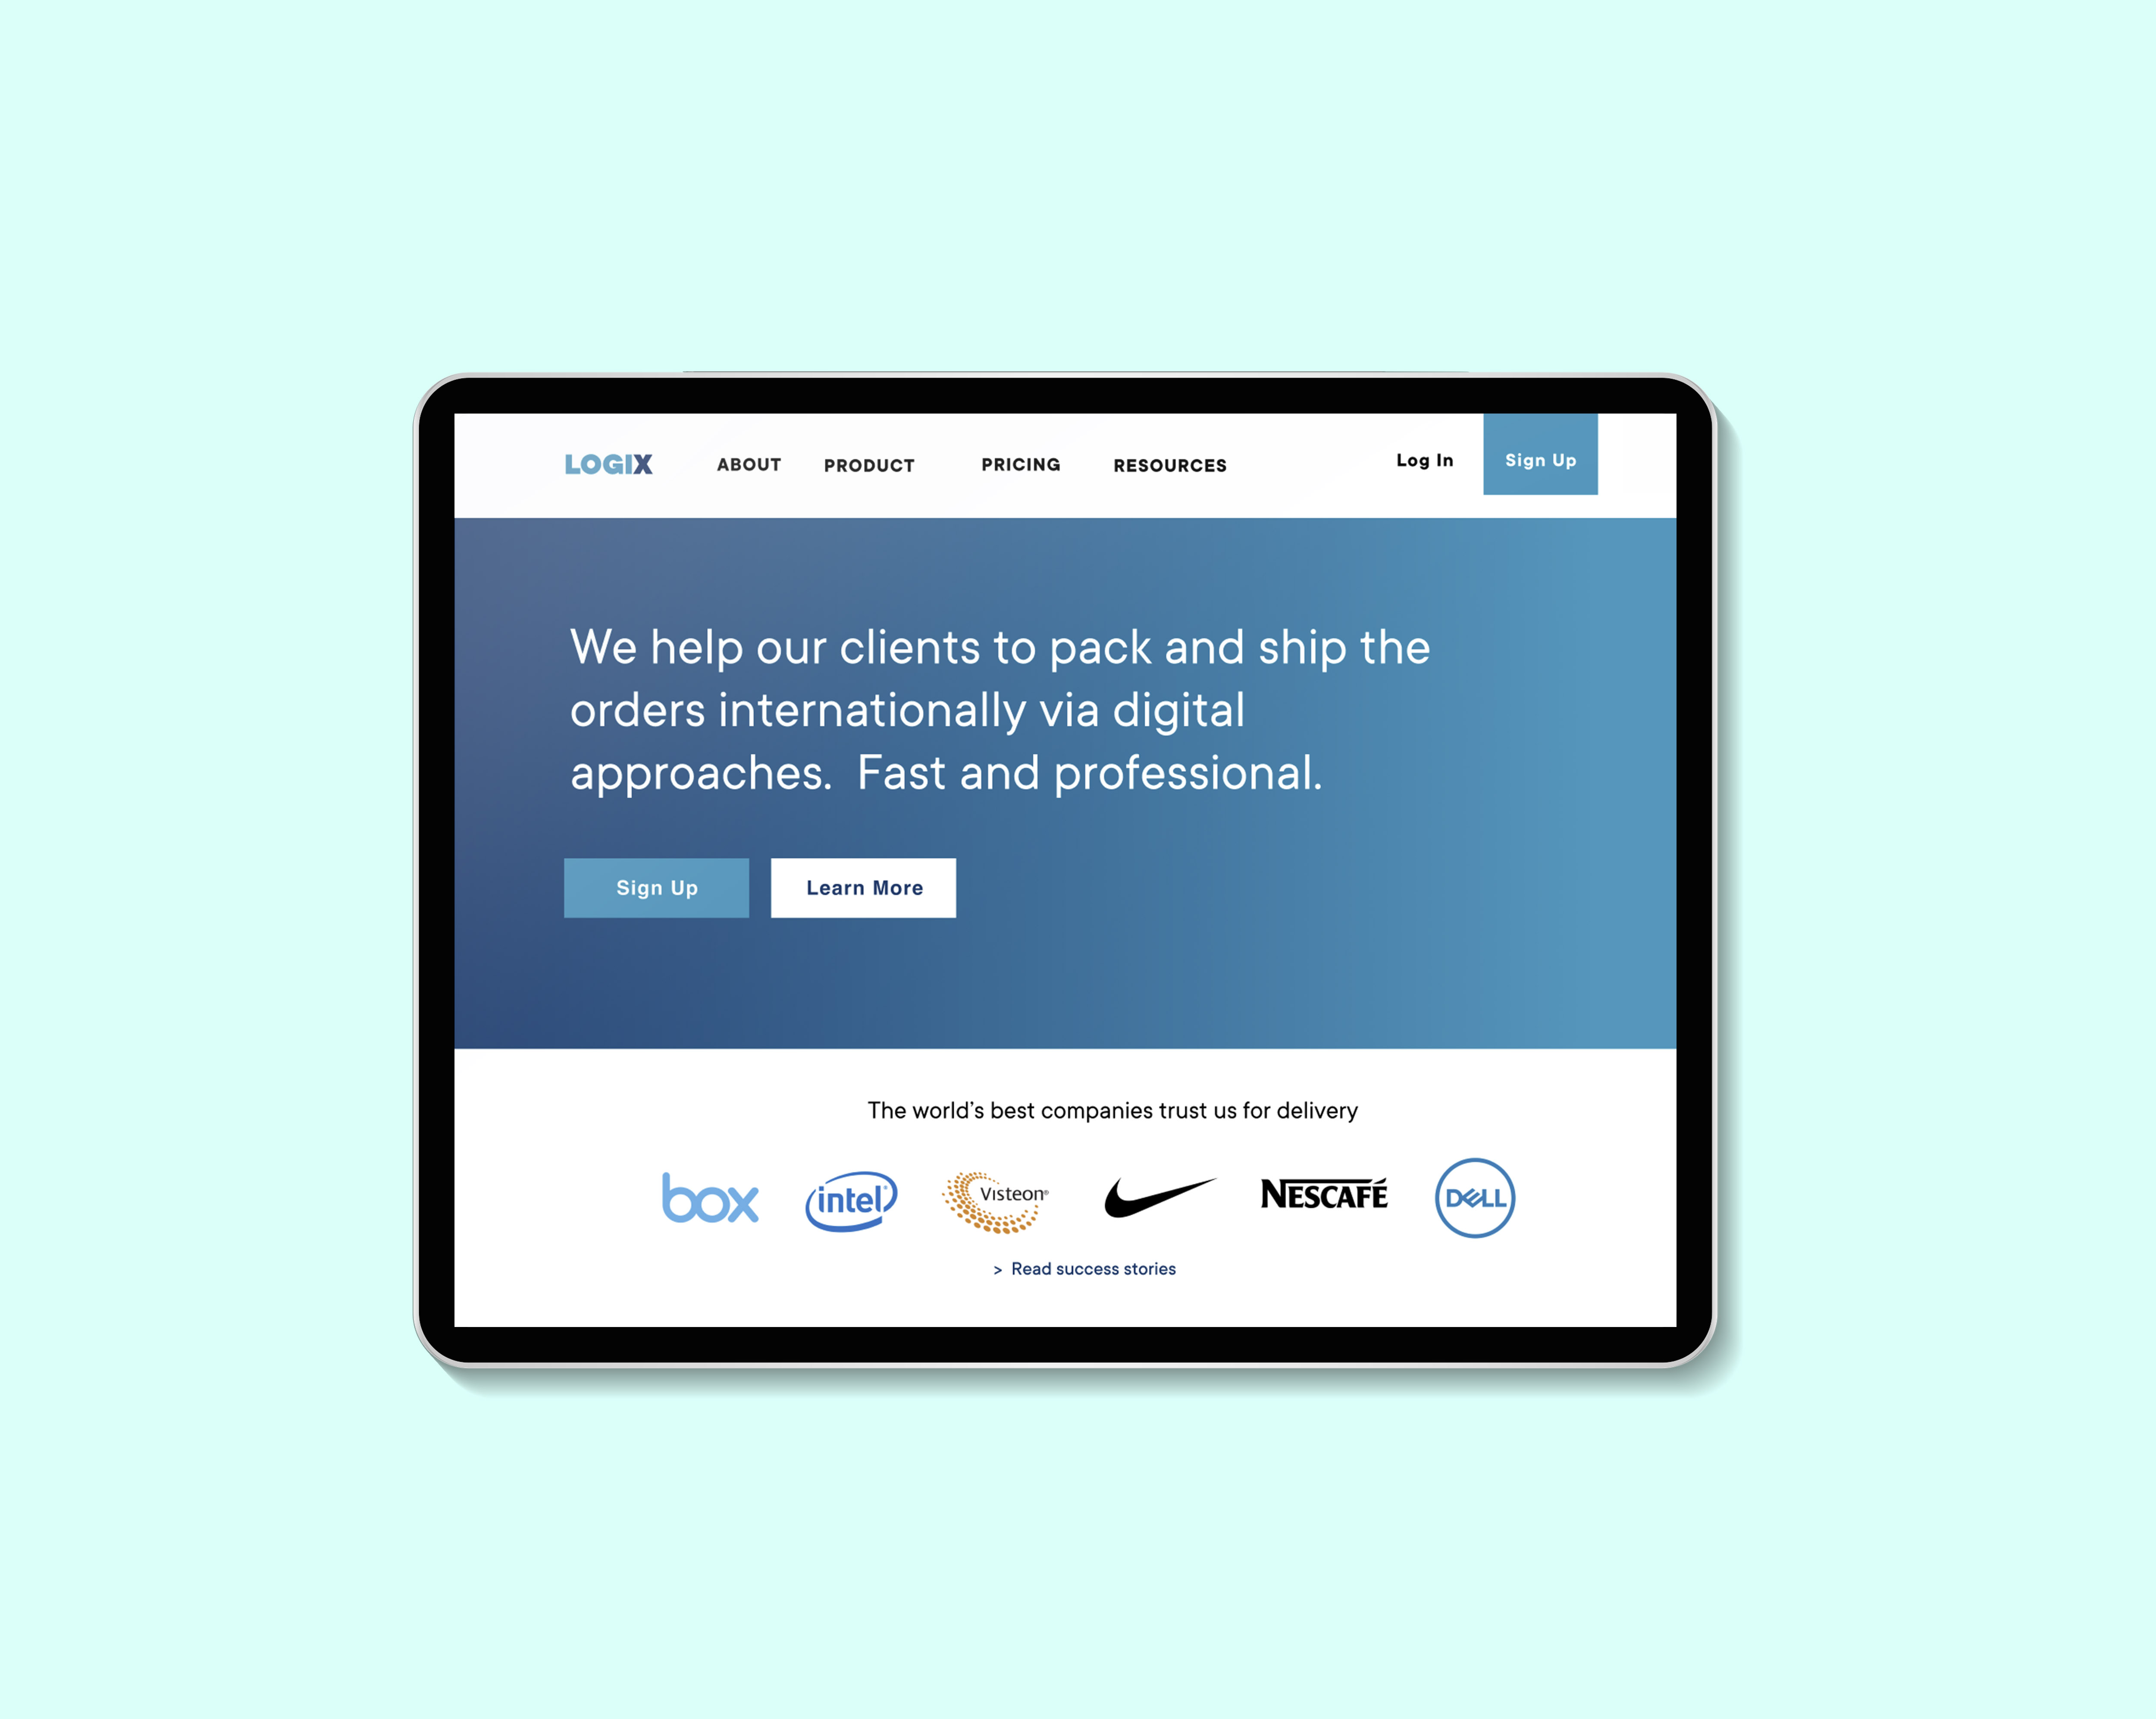 LOGIX ABOUT PRODUCT PRICING RESOURCES Log In Sign Up
We help our clients to pack and ship the
orders internationally via digital
approaches.  Fast and professional.
Sign Up Learn More
The world’s best companies trust us for delivery
box intel® Visteon® NESCAFÉ DELL
> Read success stories